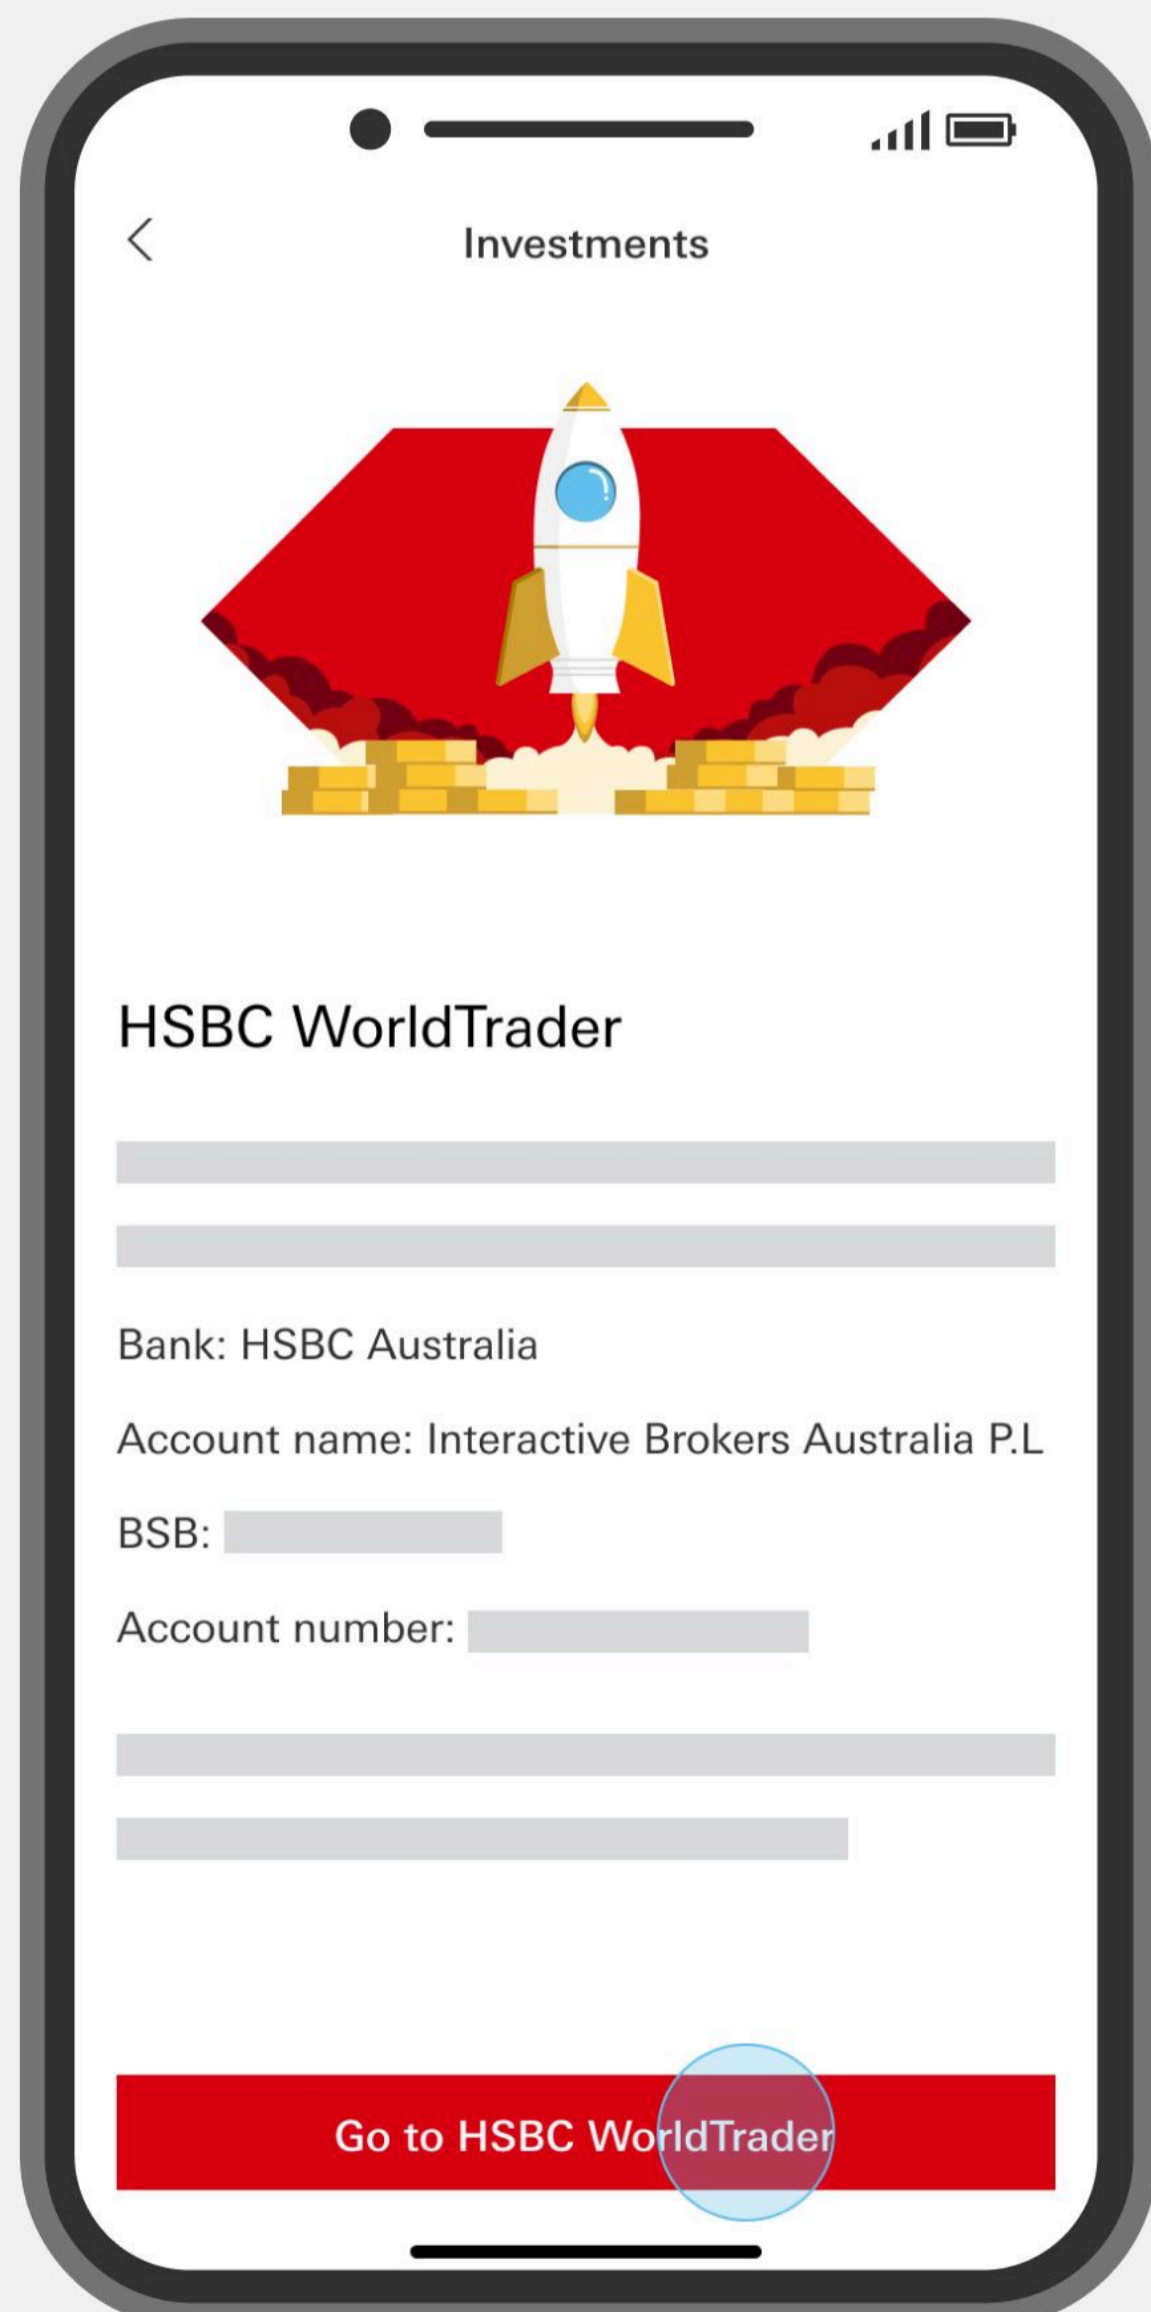 Investments
HSBC WorldTrader
Bank: HSBC Australia
Account name: Interactive Brokers Australia P.L
BSB:
Account number:
Go to HSBC WorldTrader